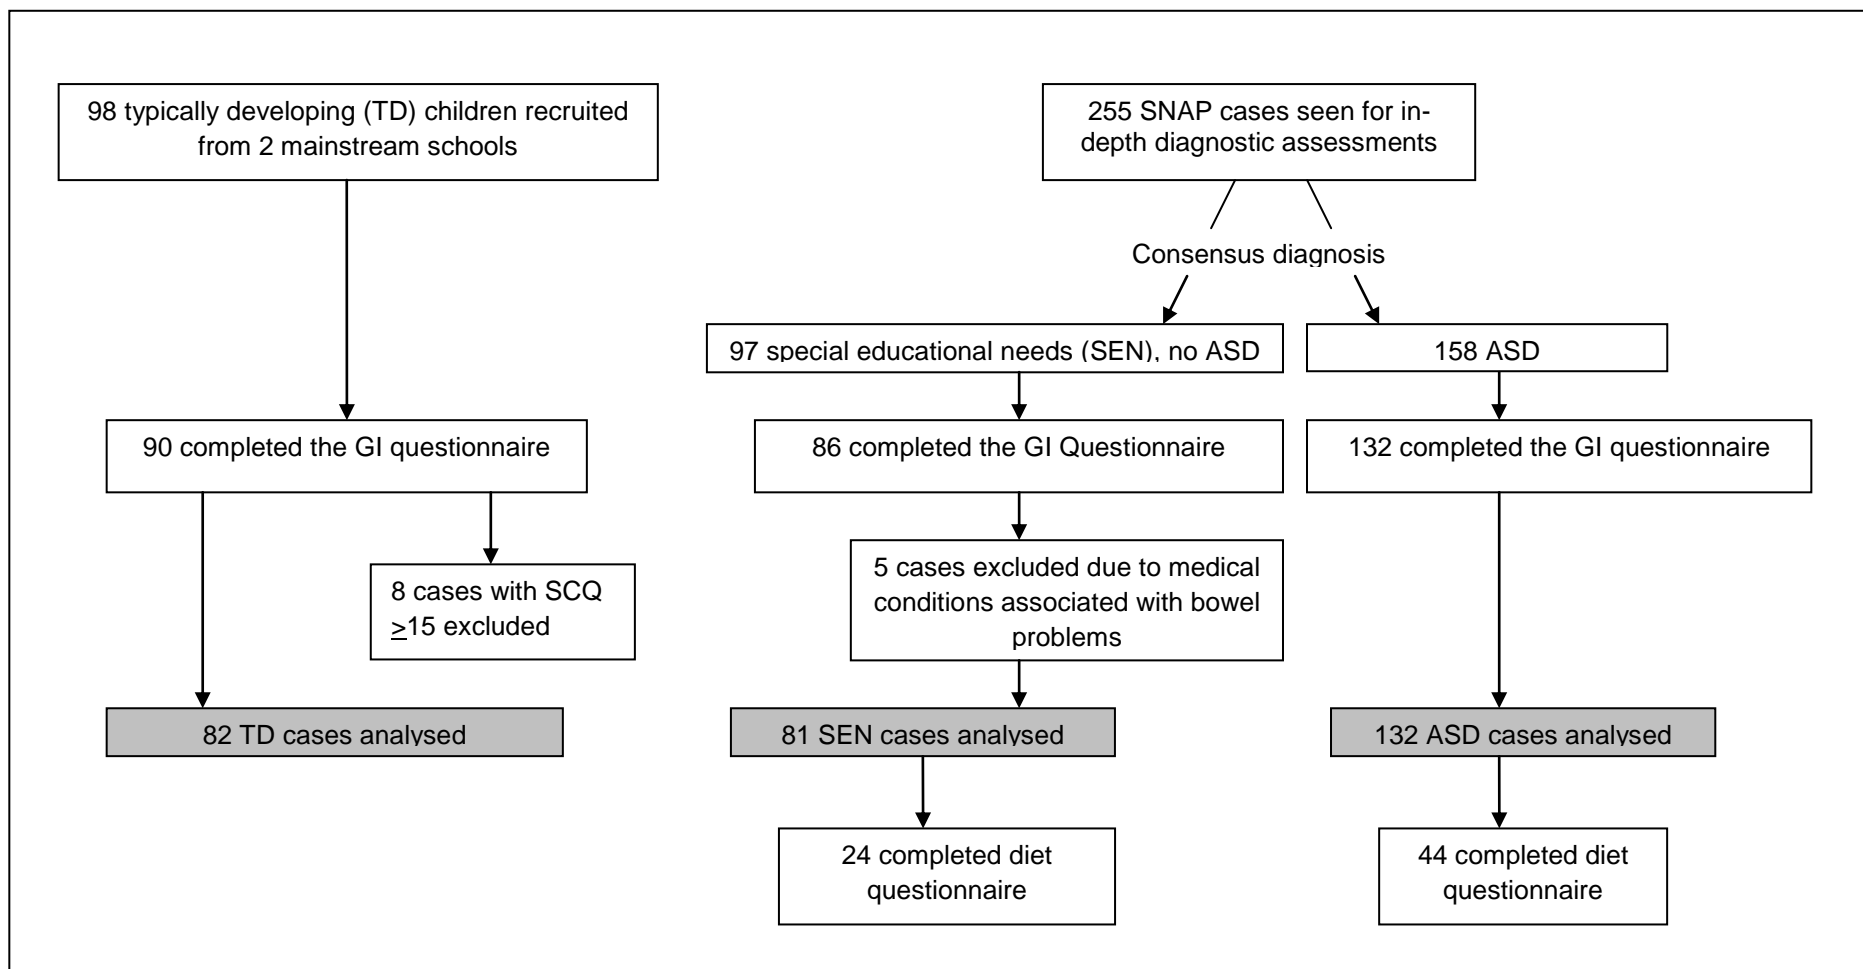 98 typically developing (TD) children recruited
from 2 mainstream schools
255 SNAP cases seen for in-
depth diagnostic assessments
Consensus diagnosis
97 special educational needs (SEN), no ASD
158 ASD
90 completed the GI questionnaire
86 completed the GI Questionnaire
132 completed the GI questionnaire
8 cases with SCQ
≥15 excluded
5 cases excluded due to medical
conditions associated with bowel
problems
82 TD cases analysed
81 SEN cases analysed
132 ASD cases analysed
24 completed diet
questionnaire
44 completed diet
questionnaire